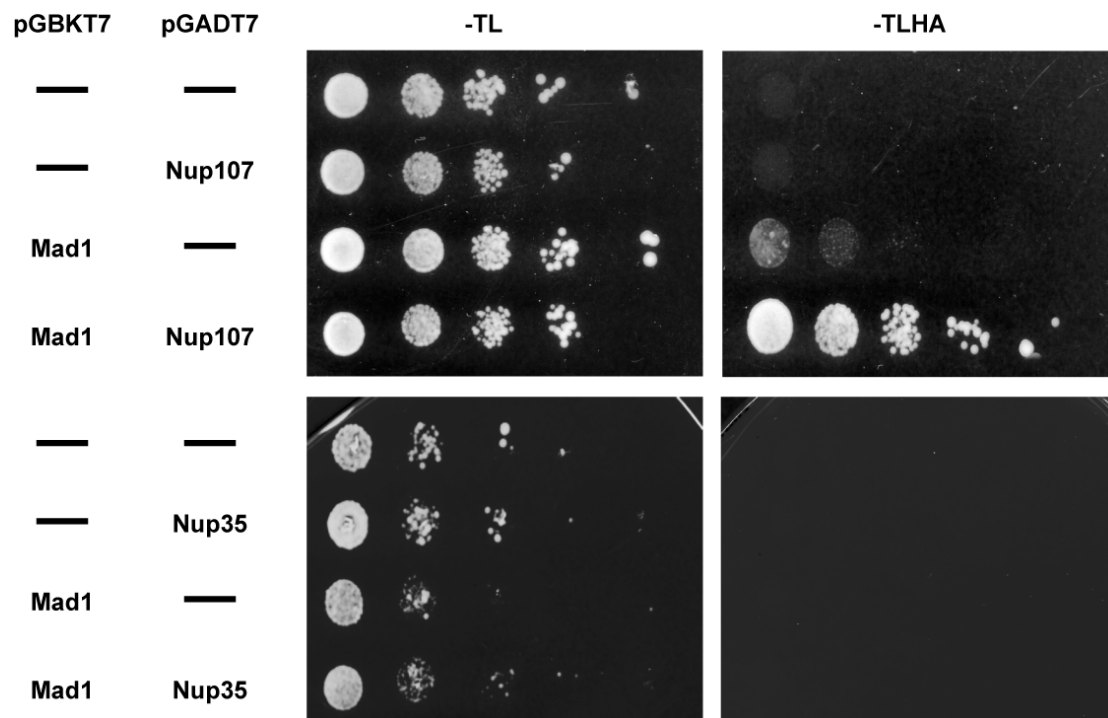 pGBKT7 pGADT7 -TL -TLHA
— —
— Nup107
Mad1 —
Mad1 Nup107
— —
— Nup35
Mad1 —
Mad1 Nup35